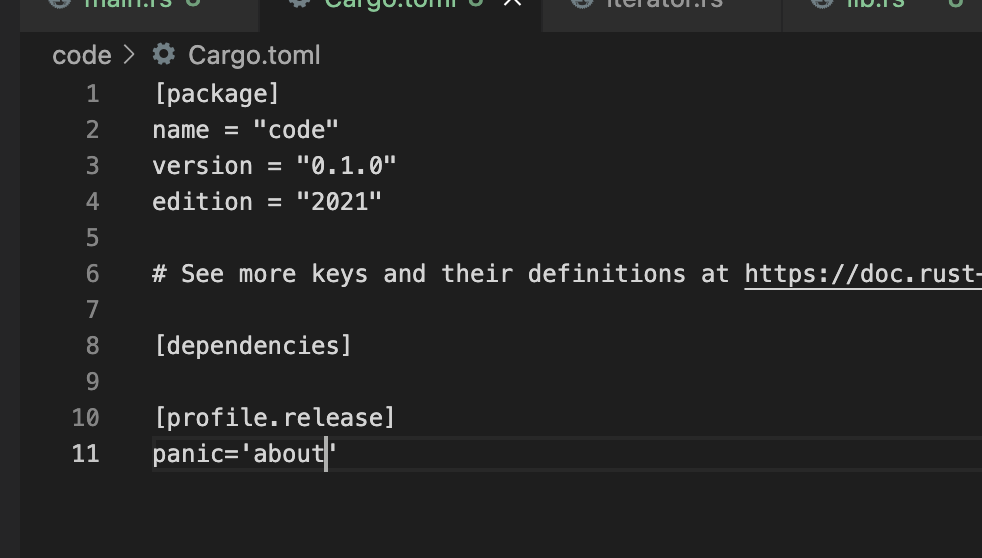 main.rs U Cargo.toml U iterator.rs lib.rs U
code > Cargo.toml
1 [package]
2 name = "code"
3 version = "0.1.0"
4 edition = "2021"
5
6 # See more keys and their definitions at https://doc.rust-
7
8 [dependencies]
9
10 [profile.release]
11 panic='about'